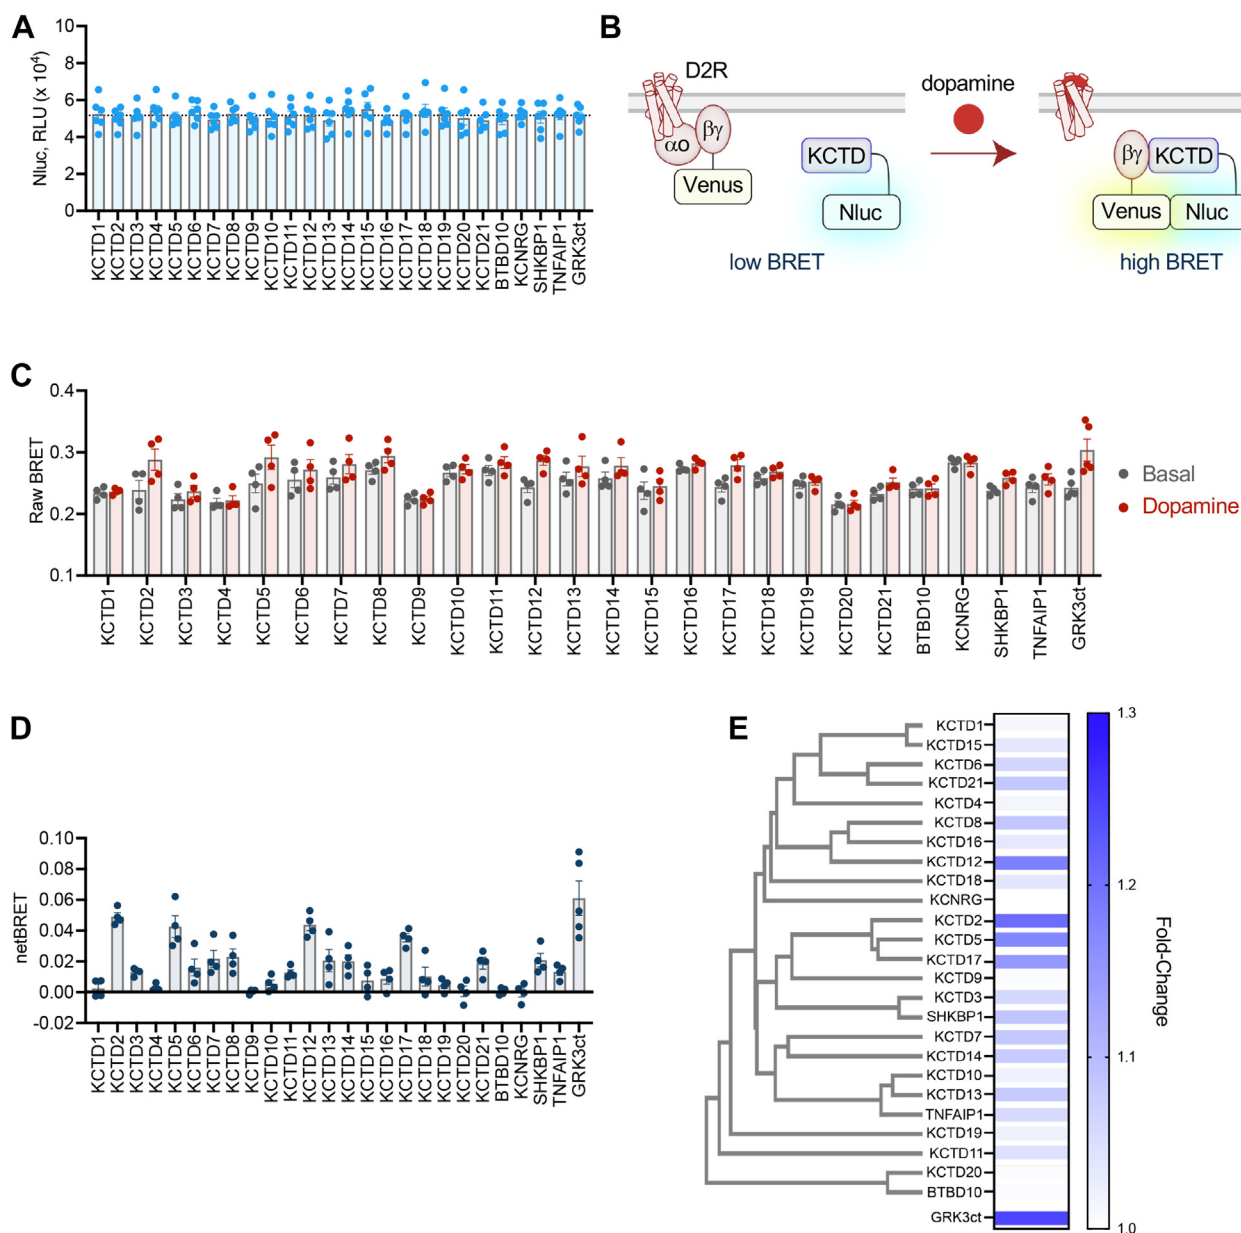 A
Nluc, RLU (x 10⁴)
10
8
6
4
2
0
KCTD1
KCTD2
KCTD3
KCTD4
KCTD5
KCTD6
KCTD7
KCTD8
KCTD9
KCTD10
KCTD11
KCTD12
KCTD13
KCTD14
KCTD15
KCTD16
KCTD17
KCTD18
KCTD19
KCTD20
KCTD21
BTBD10
KCNRG
SHKBP1
TNFAIP1
GRK3ct
B
D2R
dopamine
αo
βγ
Venus
KCTD
Nluc
βγ
KCTD
Venus
Nluc
low BRET
high BRET
C
Raw BRET
0.4
0.3
0.2
0.1
KCTD1
KCTD2
KCTD3
KCTD4
KCTD5
KCTD6
KCTD7
KCTD8
KCTD9
KCTD10
KCTD11
KCTD12
KCTD13
KCTD14
KCTD15
KCTD16
KCTD17
KCTD18
KCTD19
KCTD20
KCTD21
BTBD10
KCNRG
SHKBP1
TNFAIP1
GRK3ct
Basal
Dopamine
D
netBRET
0.10
0.08
0.06
0.04
0.02
0.00
-0.02
KCTD1
KCTD2
KCTD3
KCTD4
KCTD5
KCTD6
KCTD7
KCTD8
KCTD9
KCTD10
KCTD11
KCTD12
KCTD13
KCTD14
KCTD15
KCTD16
KCTD17
KCTD18
KCTD19
KCTD20
KCTD21
BTBD10
KCNRG
SHKBP1
TNFAIP1
GRK3ct
E
KCTD1
KCTD15
KCTD6
KCTD21
KCTD4
KCTD8
KCTD16
KCTD12
KCTD18
KCNRG
KCTD2
KCTD5
KCTD17
KCTD9
KCTD3
SHKBP1
KCTD7
KCTD14
KCTD10
KCTD13
TNFAIP1
KCTD19
KCTD11
KCTD20
BTBD10
GRK3ct
1.3
1.2
1.1
1.0
Fold-Change